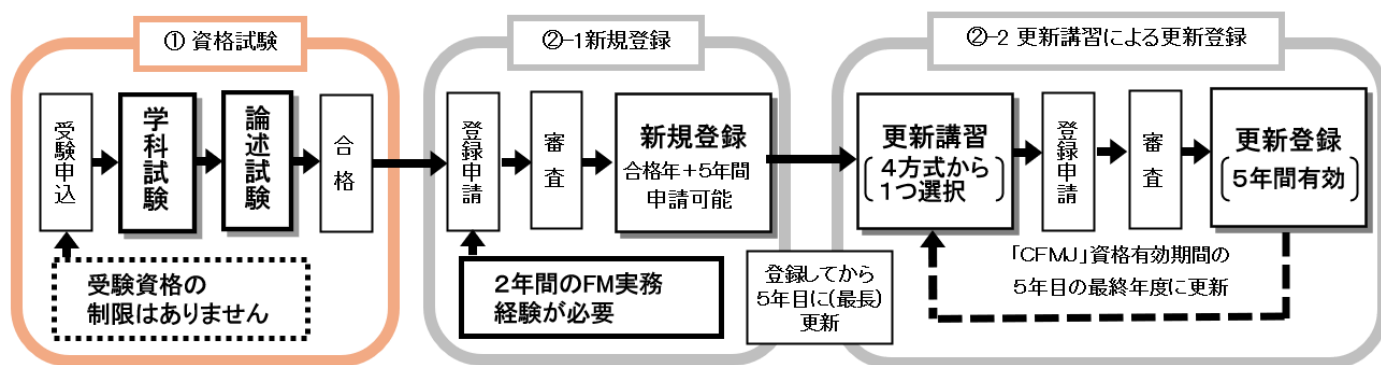 ① 資格試験
受験申込
学科試験
論述試験
合格
受験資格の
制限はありません
②-1新規登録
登録申請
審査
新規登録
合格年+5年間
申請可能
2年間のFM実務
経験が必要
登録してから
5年目に(最長)
更新
②-2 更新講習による更新登録
更新講習
4方式から
1つ選択
登録申請
審査
更新登録
5年間有効
「CFMJ」資格有効期間の
5年目の最終年度に更新